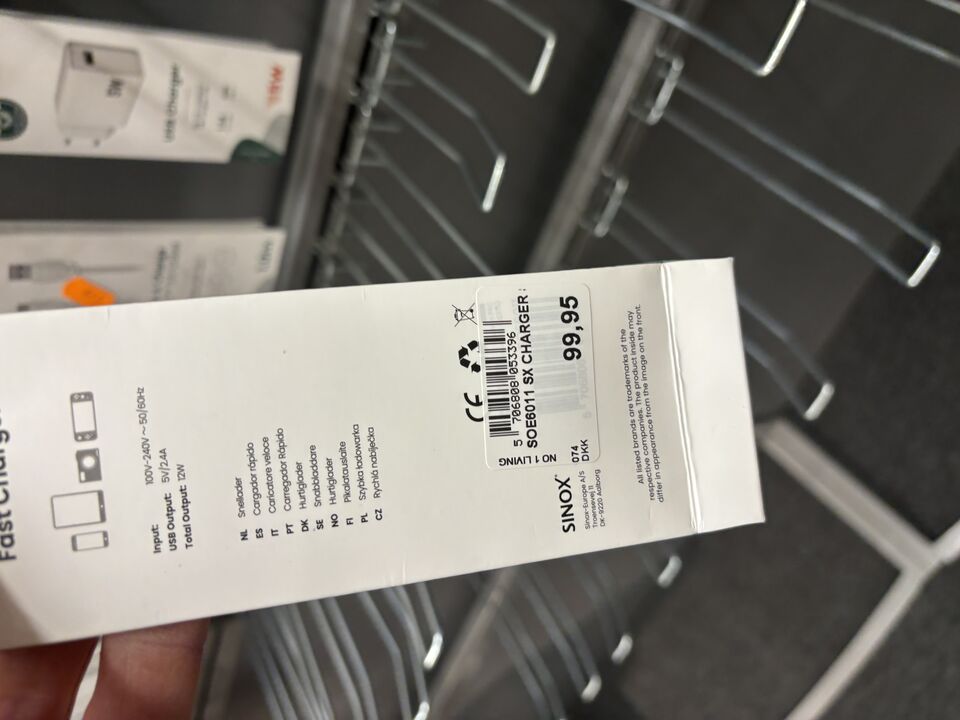 Fast Charger
Input: 100V-240V ~ 50/60Hz
USB Output: 5V/2.4A
Total Output: 12W
NL Snellader
ES Cargador rápido
IT Caricatore veloce
PT Carregador Rápido
DK Hurtiglader
SE Snabbladdare
NO Hurtiglader
FI Pikalatauslaite
PL Szybka ładowarka
CZ Rychlá nabíječka
CE
5 706808 053396
SOE6011 SX CHARGER:
99,95
NO 1 LIVING
074
DKK
SINOX
Sinox-Europe A/S
DK-9220 Aalborg
All listed brands are trademarks of the
respective companies. The product inside may
differ in appearance from the image on the front.
USB Charger